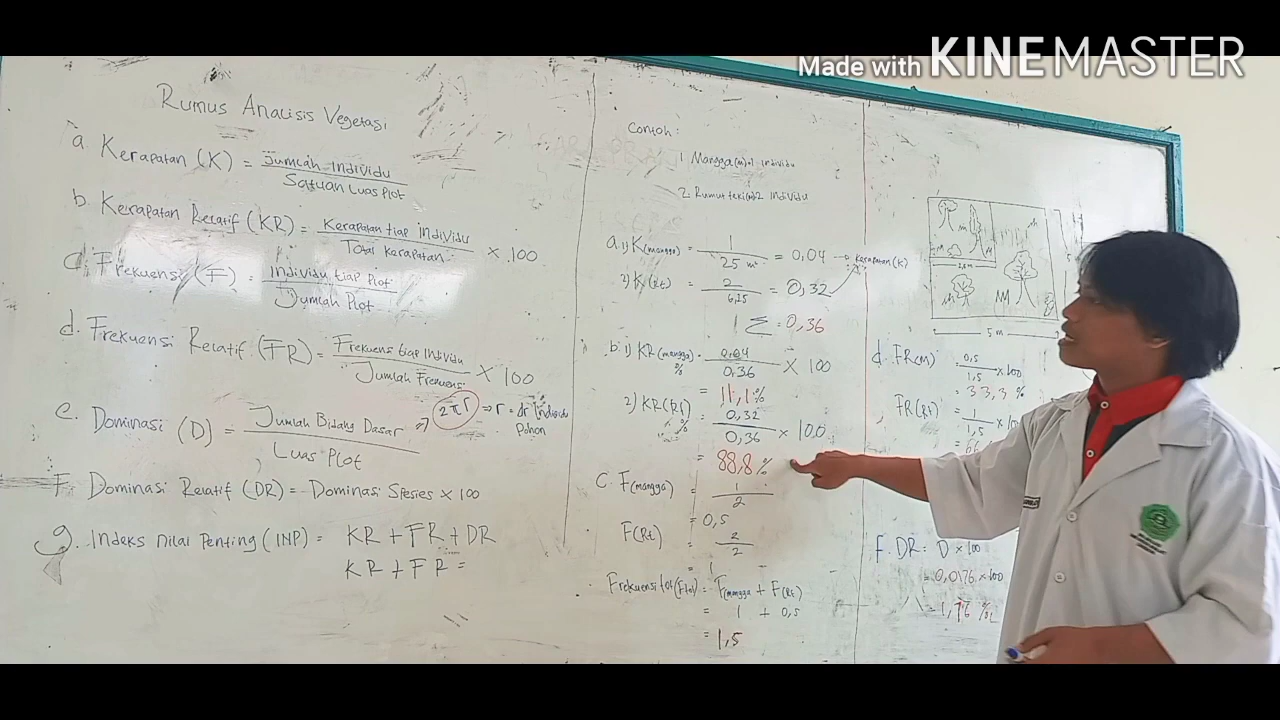 Made with KINEMASTER
Rumus Analisis Vegetasi
a. Kerapatan (K) = Jumlah individu
Satuan Luas Plot
b. Kerapatan Relatif (KR) = Kerapatan tiap Individu
Total kerapatan × 100
c. Frekuensi (F) = Individu tiap Plot
Jumlah Plot
d. Frekuensi Relatif (FR) = Frekuensi tiap Individu
Jumlah Frekuensi × 100
e. Dominasi (D) = Jumlah Bidang Dasar
Luas Plot
2πr ⇒ r = dr Individu
Pohon
F. Dominasi Relatif (DR) = Dominasi Spesies × 100
g. Indeks Nilai Penting (INP) = KR + FR + DR
KR + FR =
Contoh :
1. Mangga (m) = 1 Individu
2. Rumput teki (Rt) 2 Individu
a. 1) K (mangga) = 1
25 m² = 0,04 → Kerapatan (K)
2) K (Rt) = 2
6,25 = 0,32
Σ = 0,36
b. 1) KR (mangga) = 0,04
% 0,36 × 100
= 11,1 %
2) KR (Rt) = 0,32
0,36 × 100
= 88,8 %
C. F (mangga) = 1
2
= 0,5
F (Rt) = 2
2
= 1
Frekuensi tot (Ftot) = F mangga + F (Rt)
= 1 + 0,5
= 1,5
m
M
5 m
d. FR (M) 0,5
1,5 × 100
= 33,3 %
FR (Rt) = 1
1,5 × 100
F. DR = D × 100
= 0,0176 × 100
= 1,76 %